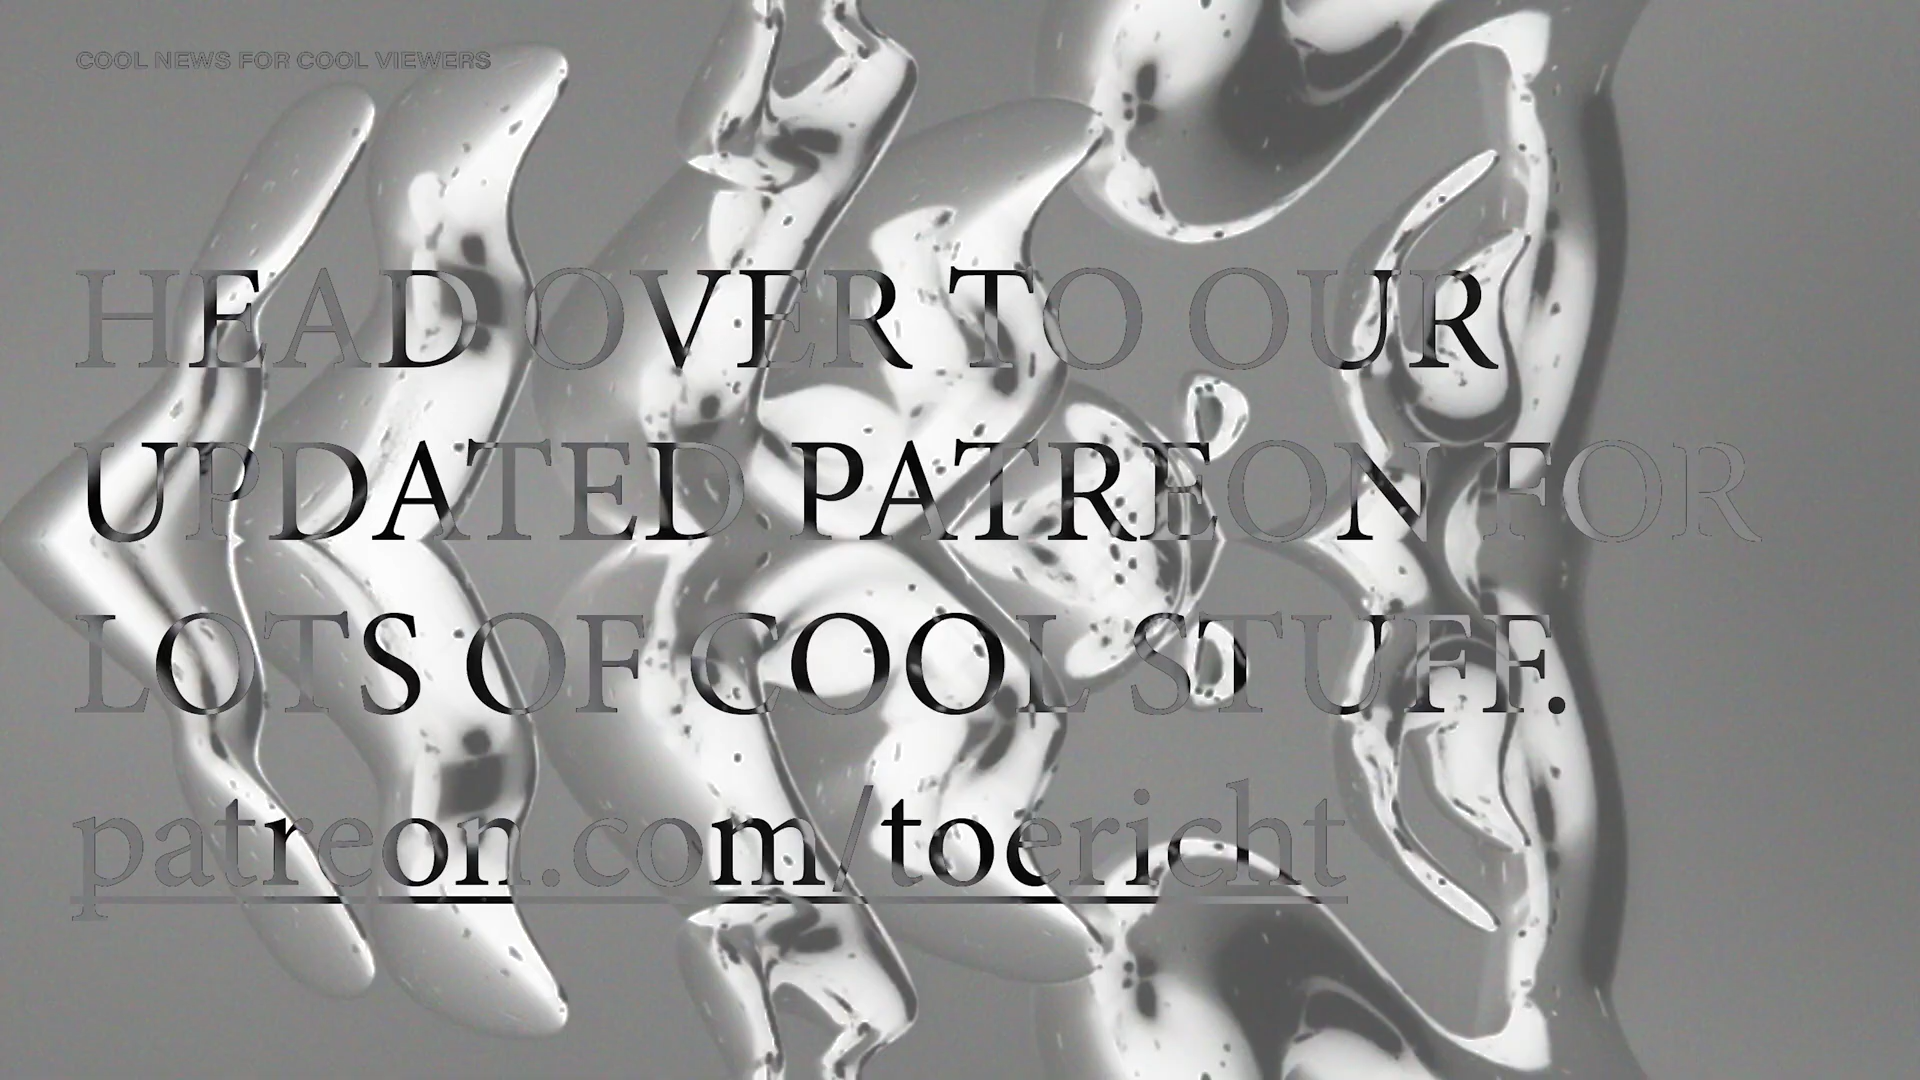 COOL NEWS FOR COOL VIEWERS
HEAD OVER TO OUR
UPDATED PATREON FOR
LOTS OF COOL STUFF.
patreon.com/toericht